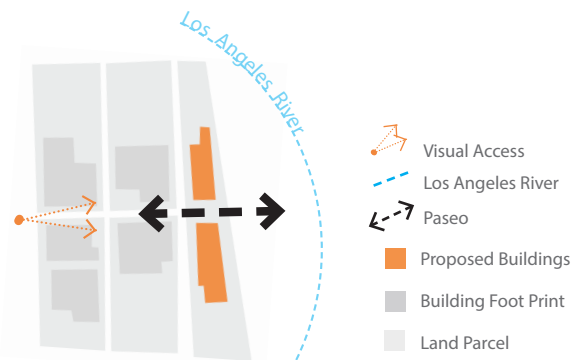 Los Angeles River
Visual Access
Los Angeles River
Paseo
Proposed Buildings
Building Foot Print
Land Parcel